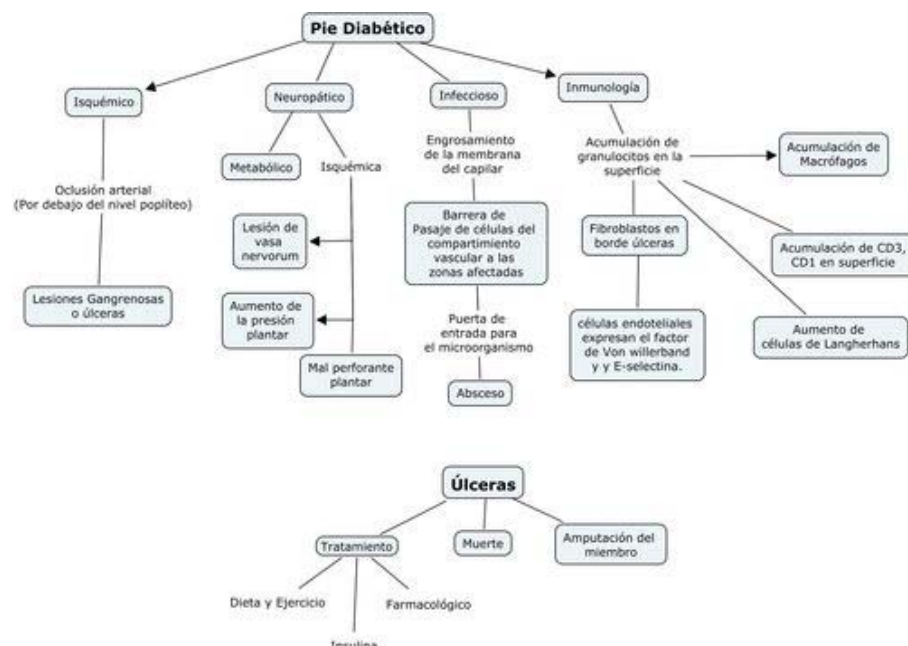 Pie Diabético
Isquémico
Neuropático
Infeccioso
Inmunología
Oclusión arterial
(Por debajo del nivel poplíteo)
Lesiones Gangrenosas
o úlceras
Metabólico
Isquémica
Lesión de
vasa
nervorum
Aumento de
la presión
plantar
Mal perforante
plantar
Engrosamiento
de la membrana
del capilar
Barrera de
Pasaje de células del
compartimiento
vascular a las
zonas afectadas
Puerta de
entrada para
el microorganismo
Absceso
Acumulación de
granulocitos en la
superficie
Fibroblastos en
borde úlceras
células endoteliales
expresan el factor
de Von willerband
y y E-selectina.
Acumulación de
Macrófagos
Acumulación de CD3,
CD1 en superficie
Aumento de
células de Langherhans
Úlceras
Tratamiento
Muerte
Amputación del
miembro
Dieta y Ejercicio
Insulina
Farmacológico